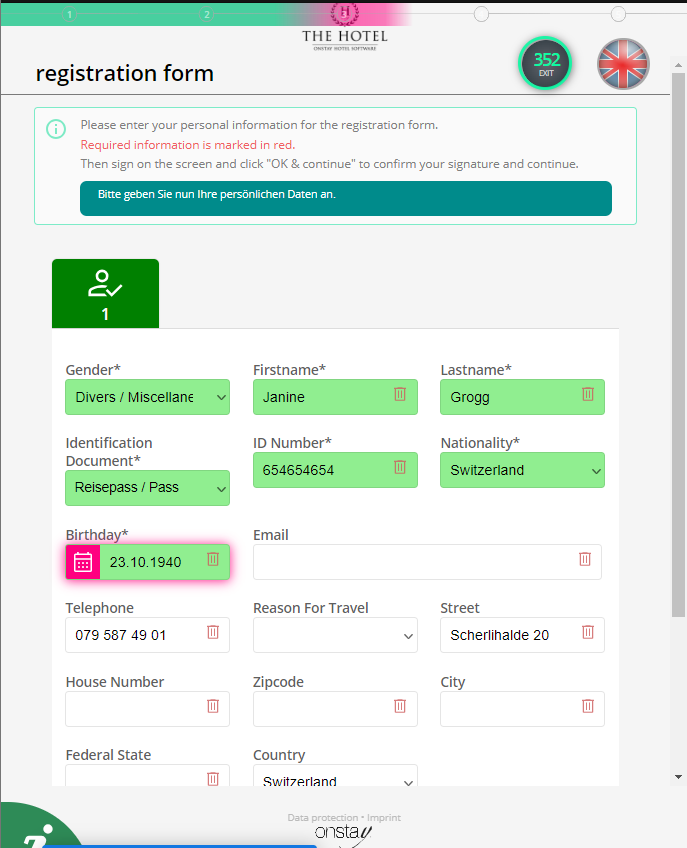 1
2
3
THE HOTEL
ONSTAY HOTEL SOFTWARE
registration form
352
EXIT
Please enter your personal information for the registration form.
Required information is marked in red.
Then sign on the screen and click "OK & continue" to confirm your signature and continue.
Bitte geben Sie nun Ihre persönlichen Daten an.
1
Gender*
Firstname*
Lastname*
Divers / Miscellane
Janine
Grogg
Identification
Document*
ID Number*
Nationality*
Reisepass / Pass
654654654
Switzerland
Birthday*
Email
23.10.1940
Telephone
Reason For Travel
Street
079 587 49 01
Scherlihalde 20
House Number
Zipcode
City
Federal State
Country
Switzerland
Data protection • Imprint
onstay